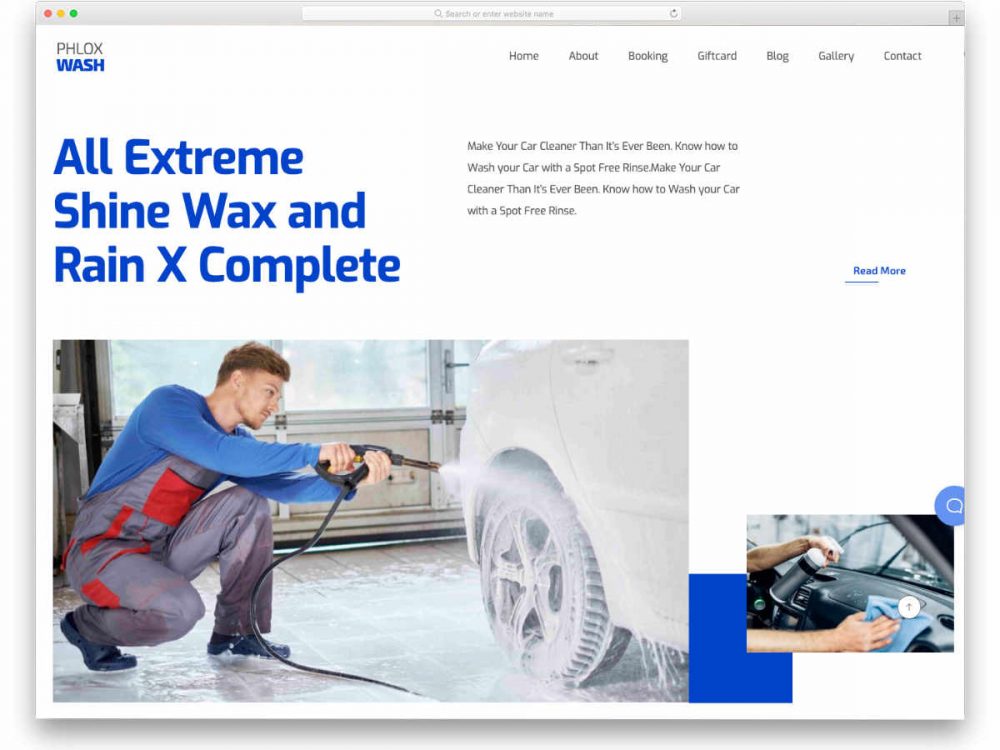 Search or enter website name
PHLOX
WASH
Home
About
Booking
Giftcard
Blog
Gallery
Contact
All Extreme
Shine Wax and
Rain X Complete
Make Your Car Cleaner Than It's Ever Been. Know how to
Wash your Car with a Spot Free Rinse.Make Your Car
Cleaner Than It's Ever Been. Know how to Wash your Car
with a Spot Free Rinse.
Read More